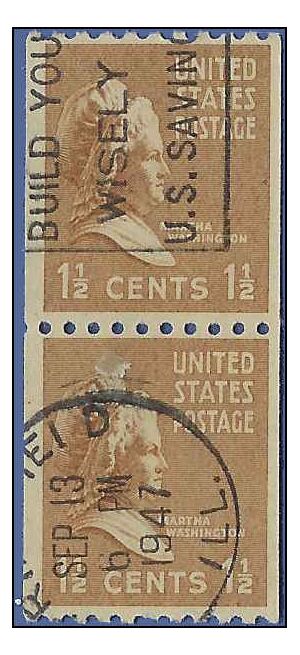 UNITED
STATES
POSTAGE
MARTHA
WASHINGTON
1½ CENTS 1½
BUILD YOU
WISELY
U.S. SAVIN
UNITED
STATES
POSTAGE
MARTHA
WASHINGTON
1½ CENTS 1½
SEP 13
6 PM
1947
ILL.